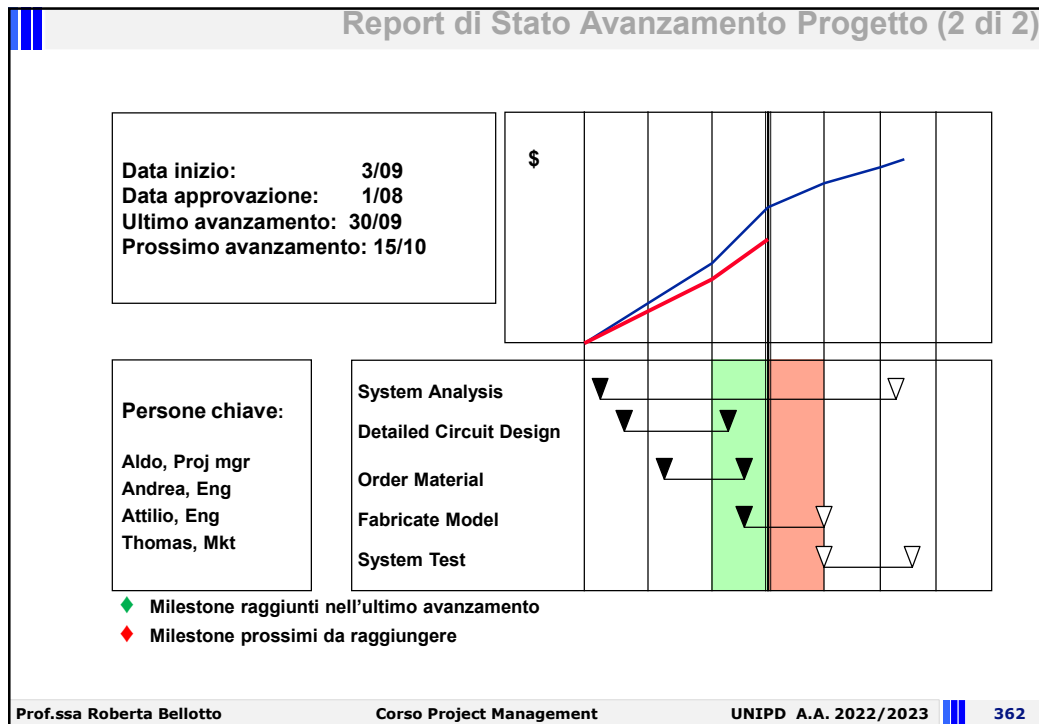 Report di Stato Avanzamento Progetto (2 di 2)
Data inizio: 3/09
Data approvazione: 1/08
Ultimo avanzamento: 30/09
Prossimo avanzamento: 15/10
$
Persone chiave:
Aldo, Proj mgr
Andrea, Eng
Attilio, Eng
Thomas, Mkt
System Analysis
Detailed Circuit Design
Order Material
Fabricate Model
System Test
Milestone raggiunti nell’ultimo avanzamento
Milestone prossimi da raggiungere
Prof.ssa Roberta Bellotto Corso Project Management UNIPD A.A. 2022/2023 362